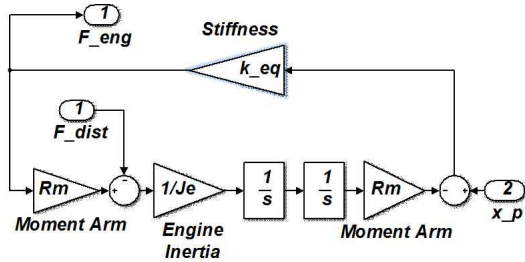 1
F_eng
Stiffness
k_eq
1
F_dist
-
+
Rm
Moment Arm
1/Je
Engine
Inertia
1
s
1
s
Rm
Moment Arm
-
+
2
x_p